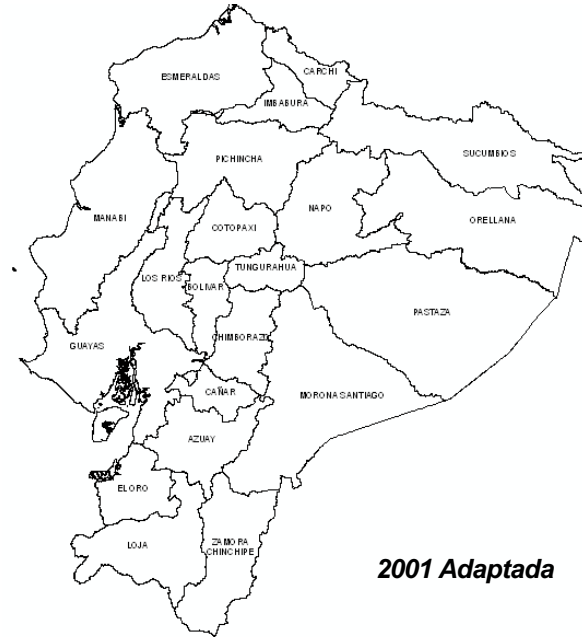 CARCHI
ESMERALDAS
IMBABURA
SUCUMBIOS
PICHINCHA
NAPO
MANABI
ORELLANA
COTOPAXI
TUNGURAHUA
LOS RIOS
BOLIVAR
PASTAZA
CHIMBORAZO
GUAYAS
CAÑAR
MORONA SANTIAGO
AZUAY
EL ORO
ZAMORA
LOJA
CHINCHIPE
2001 Adaptada